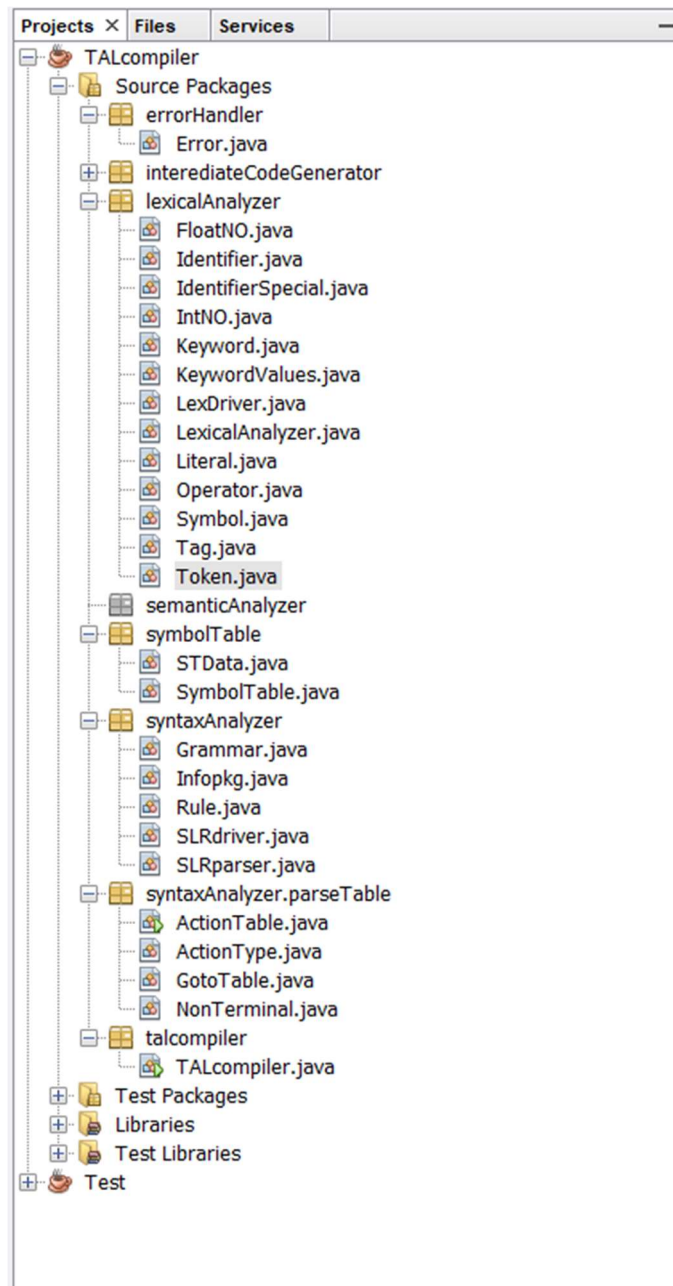 Projects × Files Services
TALcompiler
Source Packages
errorHandler
Error.java
interediateCodeGenerator
lexicalAnalyzer
FloatNO.java
Identifier.java
IdentifierSpecial.java
IntNO.java
Keyword.java
KeywordValues.java
LexDriver.java
LexicalAnalyzer.java
Literal.java
Operator.java
Symbol.java
Tag.java
Token.java
semanticAnalyzer
symbolTable
STData.java
SymbolTable.java
syntaxAnalyzer
Grammar.java
Infopkg.java
Rule.java
SLRdriver.java
SLRparser.java
syntaxAnalyzer.parseTable
ActionTable.java
ActionType.java
GotoTable.java
NonTerminal.java
talcompiler
TALcompiler.java
Test Packages
Libraries
Test Libraries
Test